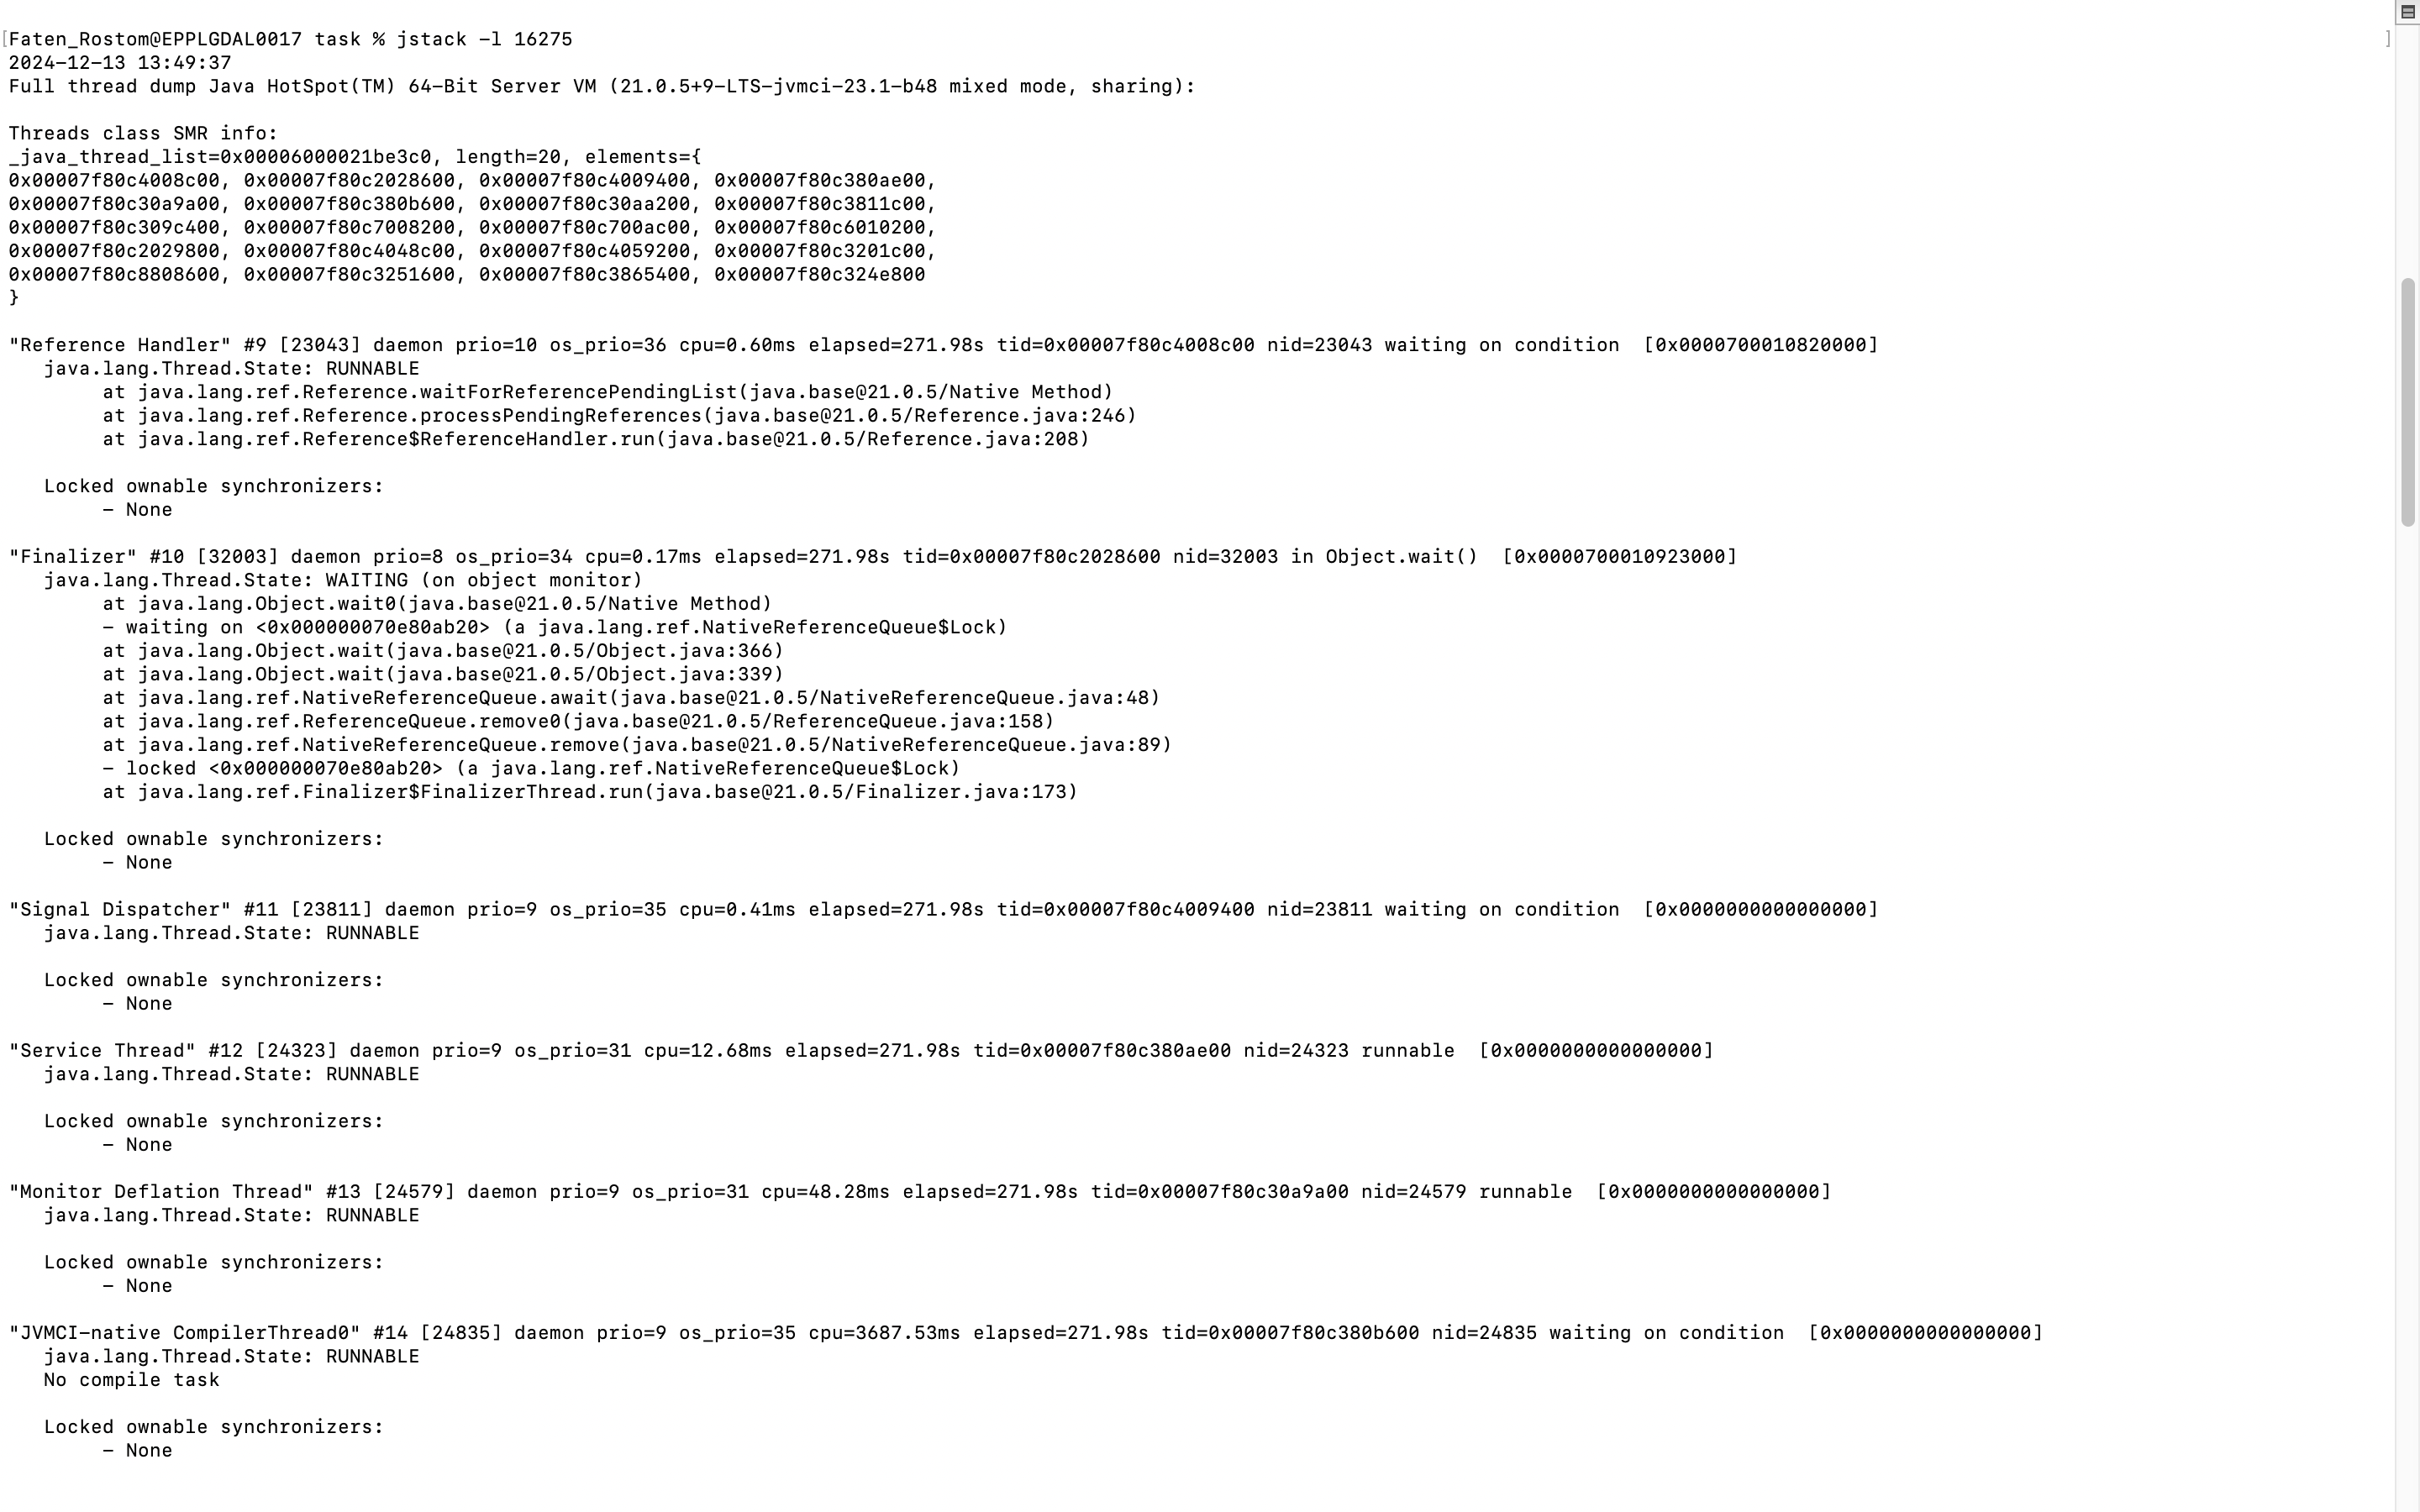 [Faten_Rostom@EPPLGDAL0017 task % jstack -l 16275 ]
2024-12-13 13:49:37
Full thread dump Java HotSpot(TM) 64-Bit Server VM (21.0.5+9-LTS-jvmci-23.1-b48 mixed mode, sharing):
Threads class SMR info:
_java_thread_list=0x00006000021be3c0, length=20, elements={
0x00007f80c4008c00, 0x00007f80c2028600, 0x00007f80c4009400, 0x00007f80c380ae00,
0x00007f80c30a9a00, 0x00007f80c380b600, 0x00007f80c30aa200, 0x00007f80c3811c00,
0x00007f80c309c400, 0x00007f80c7008200, 0x00007f80c700ac00, 0x00007f80c6010200,
0x00007f80c2029800, 0x00007f80c4048c00, 0x00007f80c4059200, 0x00007f80c3201c00,
0x00007f80c8808600, 0x00007f80c3251600, 0x00007f80c3865400, 0x00007f80c324e800
}
"Reference Handler" #9 [23043] daemon prio=10 os_prio=36 cpu=0.60ms elapsed=271.98s tid=0x00007f80c4008c00 nid=23043 waiting on condition  [0x0000700010820000]
   java.lang.Thread.State: RUNNABLE
        at java.lang.ref.Reference.waitForReferencePendingList(java.base@21.0.5/Native Method)
        at java.lang.ref.Reference.processPendingReferences(java.base@21.0.5/Reference.java:246)
        at java.lang.ref.Reference$ReferenceHandler.run(java.base@21.0.5/Reference.java:208)
   Locked ownable synchronizers:
        - None
"Finalizer" #10 [32003] daemon prio=8 os_prio=34 cpu=0.17ms elapsed=271.98s tid=0x00007f80c2028600 nid=32003 in Object.wait()  [0x0000700010923000]
   java.lang.Thread.State: WAITING (on object monitor)
        at java.lang.Object.wait0(java.base@21.0.5/Native Method)
        - waiting on <0x000000070e80ab20> (a java.lang.ref.NativeReferenceQueue$Lock)
        at java.lang.Object.wait(java.base@21.0.5/Object.java:366)
        at java.lang.Object.wait(java.base@21.0.5/Object.java:339)
        at java.lang.ref.NativeReferenceQueue.await(java.base@21.0.5/NativeReferenceQueue.java:48)
        at java.lang.ref.ReferenceQueue.remove0(java.base@21.0.5/ReferenceQueue.java:158)
        at java.lang.ref.NativeReferenceQueue.remove(java.base@21.0.5/NativeReferenceQueue.java:89)
        - locked <0x000000070e80ab20> (a java.lang.ref.NativeReferenceQueue$Lock)
        at java.lang.ref.Finalizer$FinalizerThread.run(java.base@21.0.5/Finalizer.java:173)
   Locked ownable synchronizers:
        - None
"Signal Dispatcher" #11 [23811] daemon prio=9 os_prio=35 cpu=0.41ms elapsed=271.98s tid=0x00007f80c4009400 nid=23811 waiting on condition  [0x0000000000000000]
   java.lang.Thread.State: RUNNABLE
   Locked ownable synchronizers:
        - None
"Service Thread" #12 [24323] daemon prio=9 os_prio=31 cpu=12.68ms elapsed=271.98s tid=0x00007f80c380ae00 nid=24323 runnable  [0x0000000000000000]
   java.lang.Thread.State: RUNNABLE
   Locked ownable synchronizers:
        - None
"Monitor Deflation Thread" #13 [24579] daemon prio=9 os_prio=31 cpu=48.28ms elapsed=271.98s tid=0x00007f80c30a9a00 nid=24579 runnable  [0x0000000000000000]
   java.lang.Thread.State: RUNNABLE
   Locked ownable synchronizers:
        - None
"JVMCI-native CompilerThread0" #14 [24835] daemon prio=9 os_prio=35 cpu=3687.53ms elapsed=271.98s tid=0x00007f80c380b600 nid=24835 waiting on condition  [0x0000000000000000]
   java.lang.Thread.State: RUNNABLE
   No compile task
   Locked ownable synchronizers:
        - None